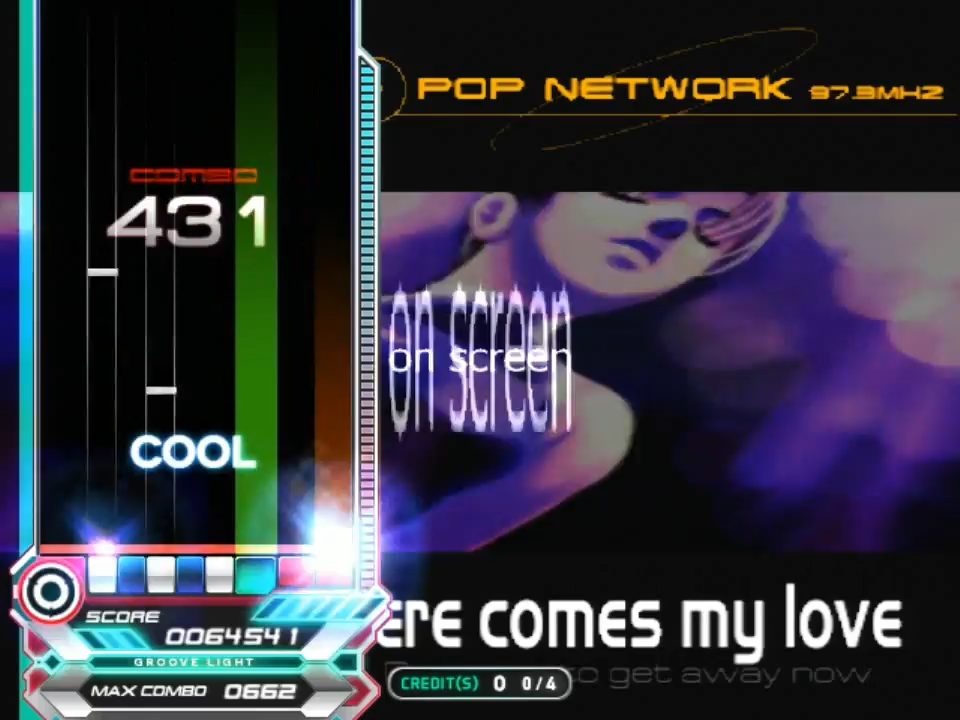 POP NETWORK 97.3MHZ
COMBO
431
on screen
on screen
COOL
ere comes my love
to get away now
SCORE
0064541
GROOVE LIGHT
MAX COMBO 0662
CREDIT(S) 0 0/4